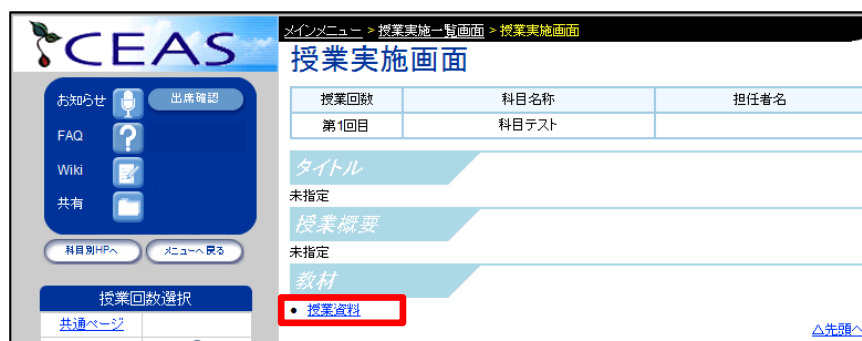 CEAS
お知らせ
出席確認
FAQ
Wiki
共有
科目別HPへ
メニューへ戻る
授業回数選択
共通ページ
メインメニュー > 授業実施一覧画面 > 授業実施画面
授業実施画面
授業回数 科目名称 担任者名
第1回目 科目テスト
タイトル
未指定
授業概要
未指定
教材
• 授業資料
△先頭へ